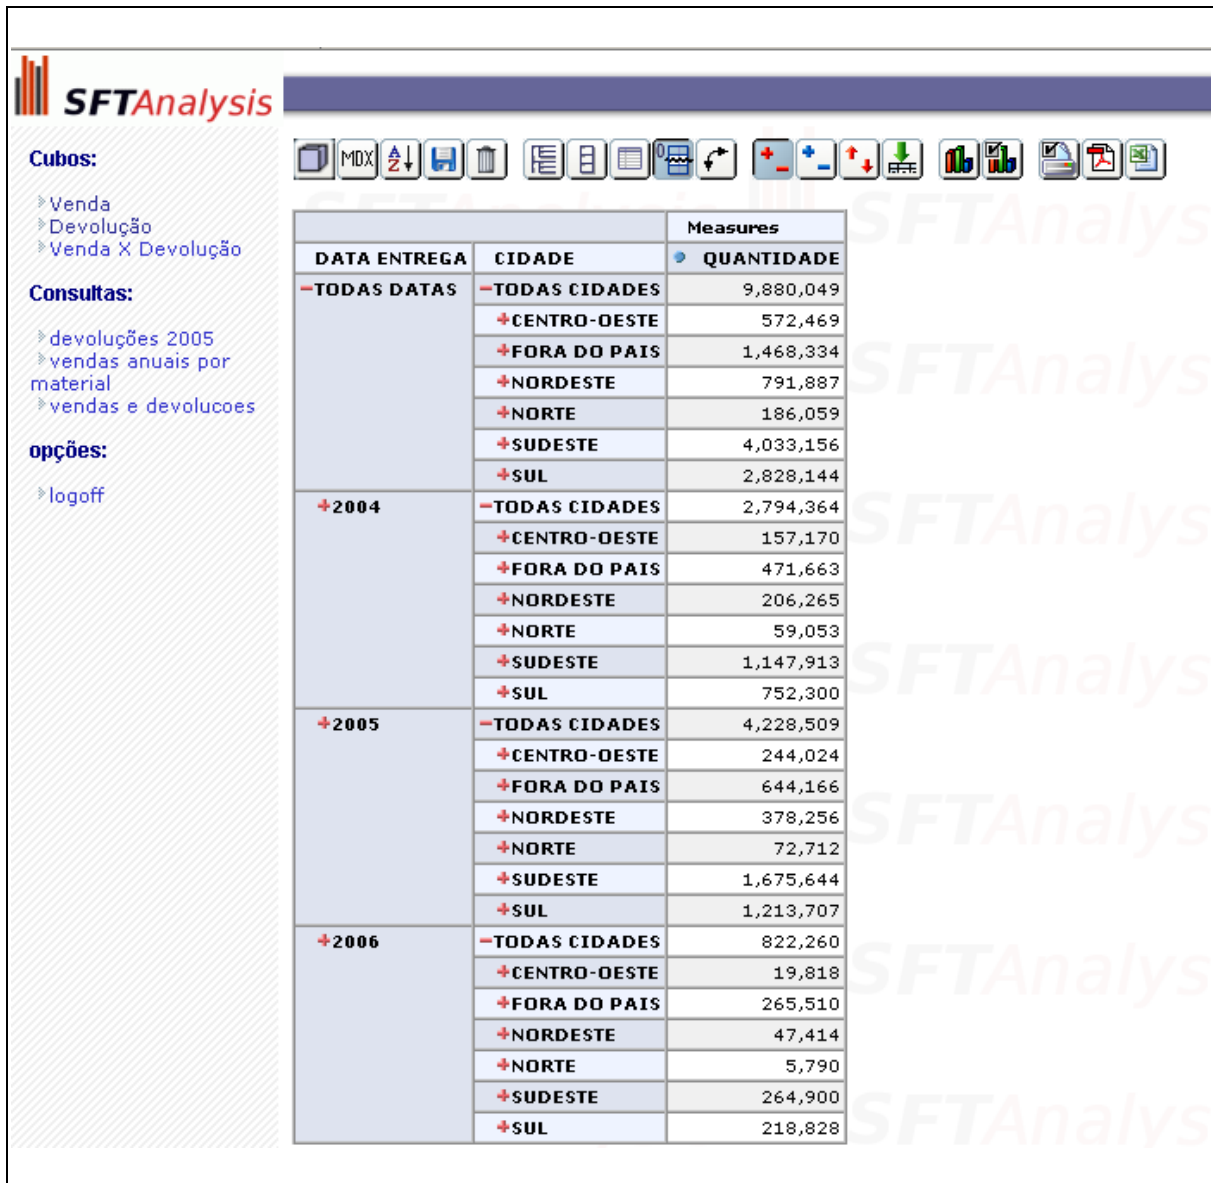 SFTAnalysis
Cubos:
Venda
Devolução
Venda X Devolução
Consultas:
devoluções 2005
vendas anuais por
material
vendas e devolucoes
opções:
logoff
MDX
Measures
DATA ENTREGA CIDADE QUANTIDADE
TODAS DATAS TODAS CIDADES 9,880,049
CENTRO-OESTE 572,469
FORA DO PAIS 1,468,334
NORDESTE 791,887
NORTE 186,059
SUDESTE 4,033,156
SUL 2,828,144
2004 TODAS CIDADES 2,794,364
CENTRO-OESTE 157,170
FORA DO PAIS 471,663
NORDESTE 206,265
NORTE 59,053
SUDESTE 1,147,913
SUL 752,300
2005 TODAS CIDADES 4,228,509
CENTRO-OESTE 244,024
FORA DO PAIS 644,166
NORDESTE 378,256
NORTE 72,712
SUDESTE 1,675,644
SUL 1,213,707
2006 TODAS CIDADES 822,260
CENTRO-OESTE 19,818
FORA DO PAIS 265,510
NORDESTE 47,414
NORTE 5,790
SUDESTE 264,900
SUL 218,828
SFTAnalys
SFTAnalys
SFTAnalys
SFTAnalys
SFTAnalys
SFTAnalys
SFTAnalys